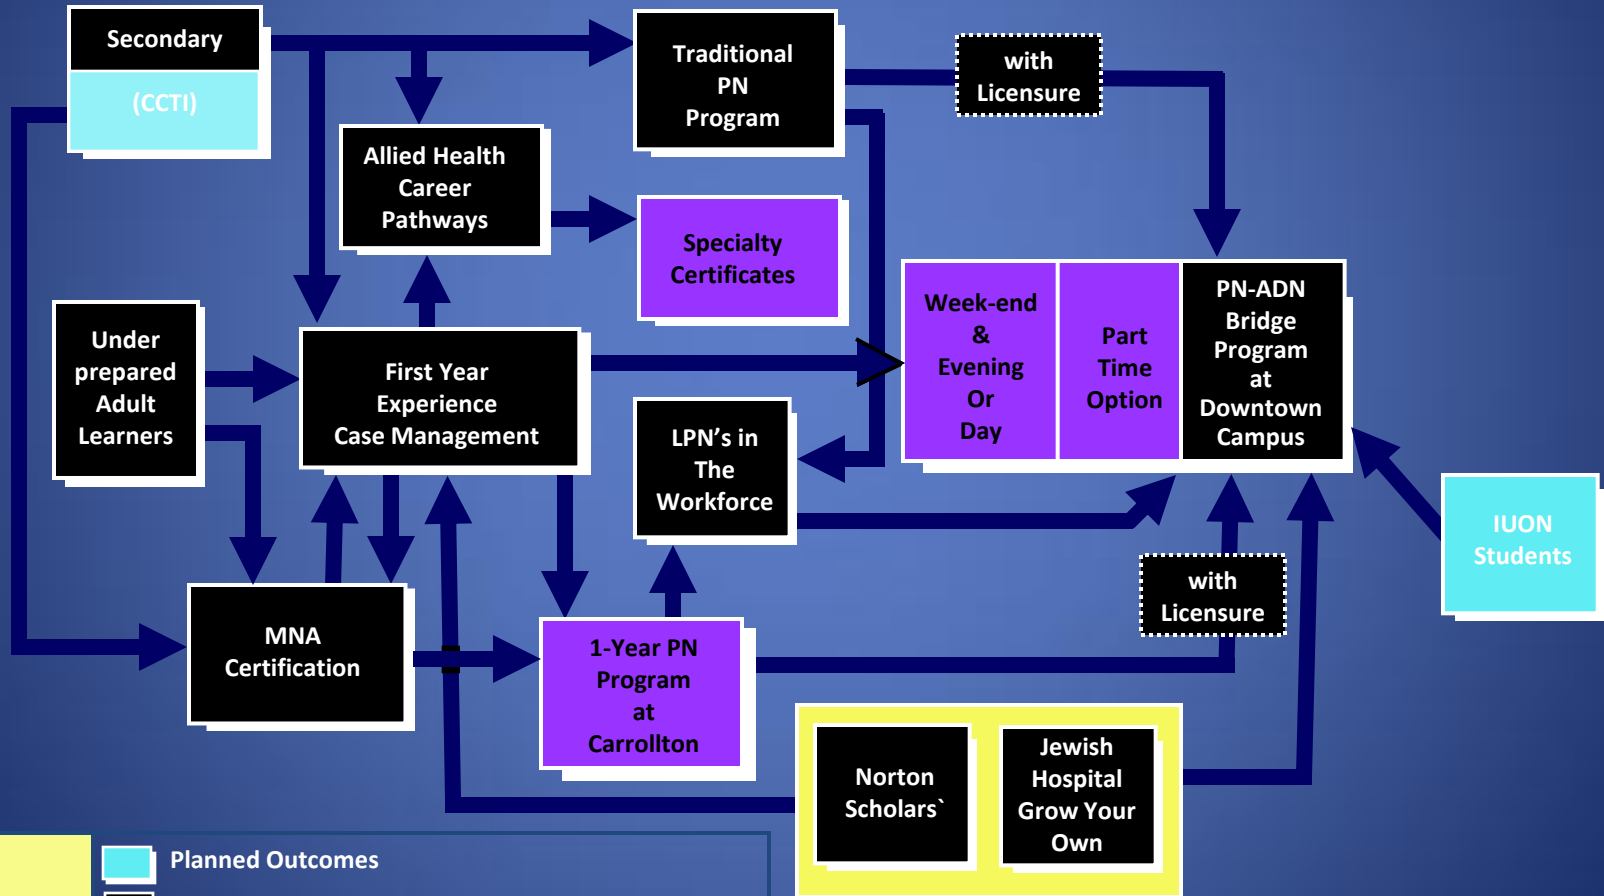 Secondary
(CCTI)
Traditional
PN
Program
with
Licensure
Allied Health
Career
Pathways
Specialty
Certificates
Under
prepared
Adult
Learners
First Year
Experience
Case Management
Week-end
&
Evening
Or
Day
Part
Time
Option
PN-ADN
Bridge
Program
at
Downtown
Campus
LPN’s in
The
Workforce
IUON
Students
with
Licensure
MNA
Certification
1-Year PN
Program
at
Carrollton
Norton
Scholars`
Jewish
Hospital
Grow Your
Own
Planned Outcomes